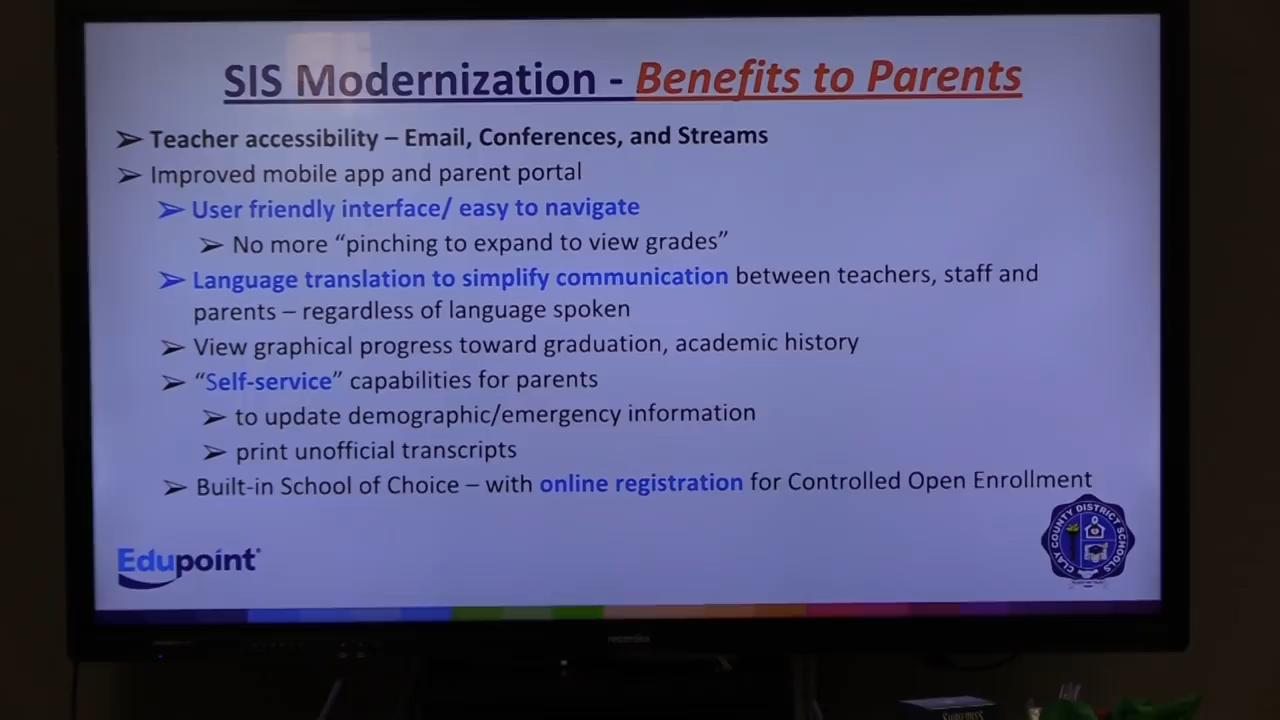 SIS Modernization - Benefits to Parents
➢ Teacher accessibility – Email, Conferences, and Streams
➢ Improved mobile app and parent portal
➢ User friendly interface/ easy to navigate
➢ No more “pinching to expand to view grades”
➢ Language translation to simplify communication between teachers, staff and
parents – regardless of language spoken
➢ View graphical progress toward graduation, academic history
➢ “Self-service” capabilities for parents
➢ to update demographic/emergency information
➢ print unofficial transcripts
➢ Built-in School of Choice – with online registration for Controlled Open Enrollment
Edupoint
CLAY COUNTY DISTRICT SCHOOLS